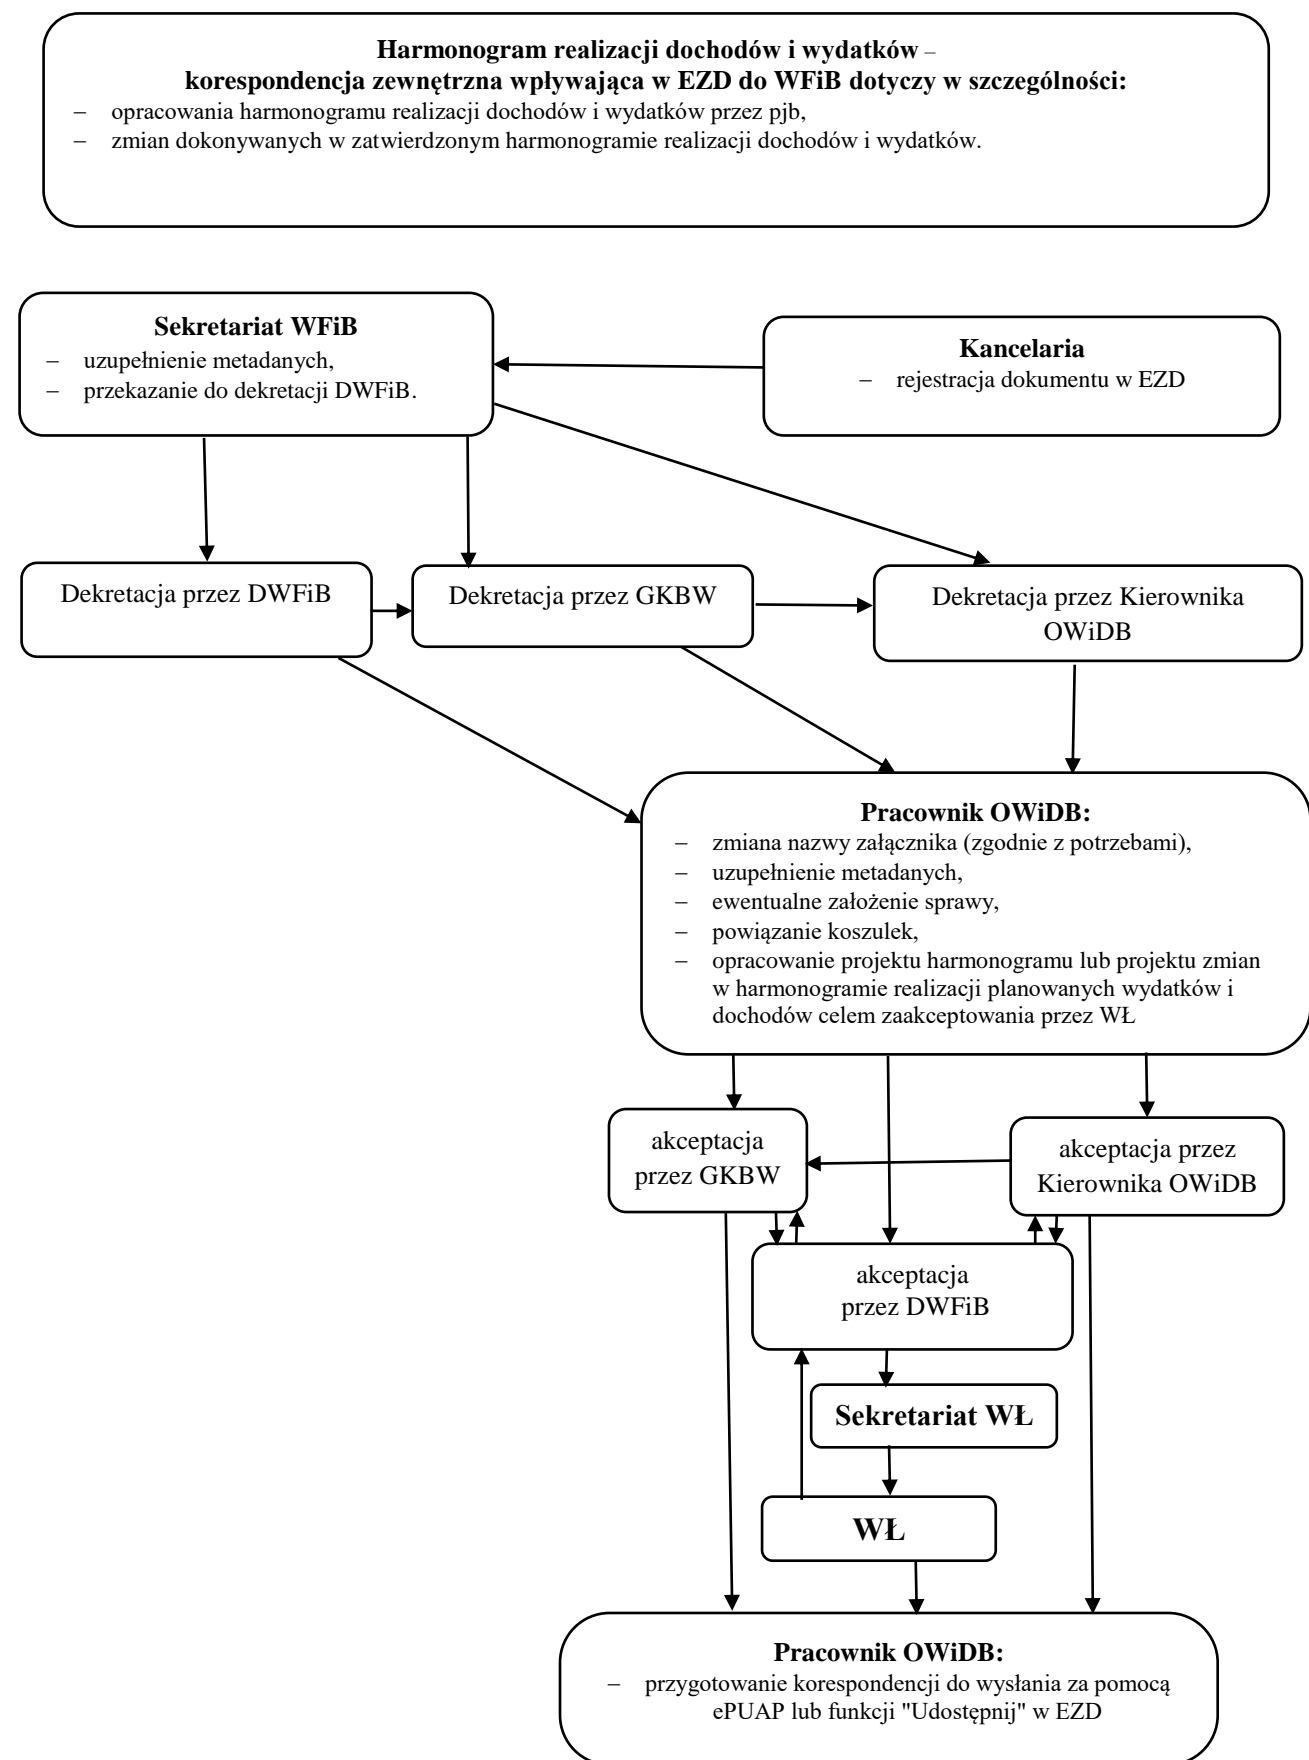 Harmonogram realizacji dochodów i wydatków –
korespondencja zewnętrzna wpływająca w EZD do WFiB dotyczy w szczególności:
– opracowania harmonogramu realizacji dochodów i wydatków przez pjb,
– zmian dokonywanych w zatwierdzonym harmonogramie realizacji dochodów i wydatków.
Sekretariat WFiB
– uzupełnienie metadanych,
– przekazanie do dekretacji DWFiB.
Kancelaria
– rejestracja dokumentu w EZD
Dekretacja przez DWFiB
Dekretacja przez GKBW
Dekretacja przez Kierownika
OWiDB
Pracownik OWiDB:
– zmiana nazwy załącznika (zgodnie z potrzebami),
– uzupełnienie metadanych,
– ewentualne założenie sprawy,
– powiązanie koszulek,
– opracowanie projektu harmonogramu lub projektu zmian
w harmonogramie realizacji planowanych wydatków i
dochodów celem zaakceptowania przez WŁ
akceptacja
przez GKBW
akceptacja przez
Kierownika OWiDB
akceptacja
przez DWFiB
Sekretariat WŁ
WŁ
Pracownik OWiDB:
– przygotowanie korespondencji do wysłania za pomocą
ePUAP lub funkcji "Udostępnij" w EZD